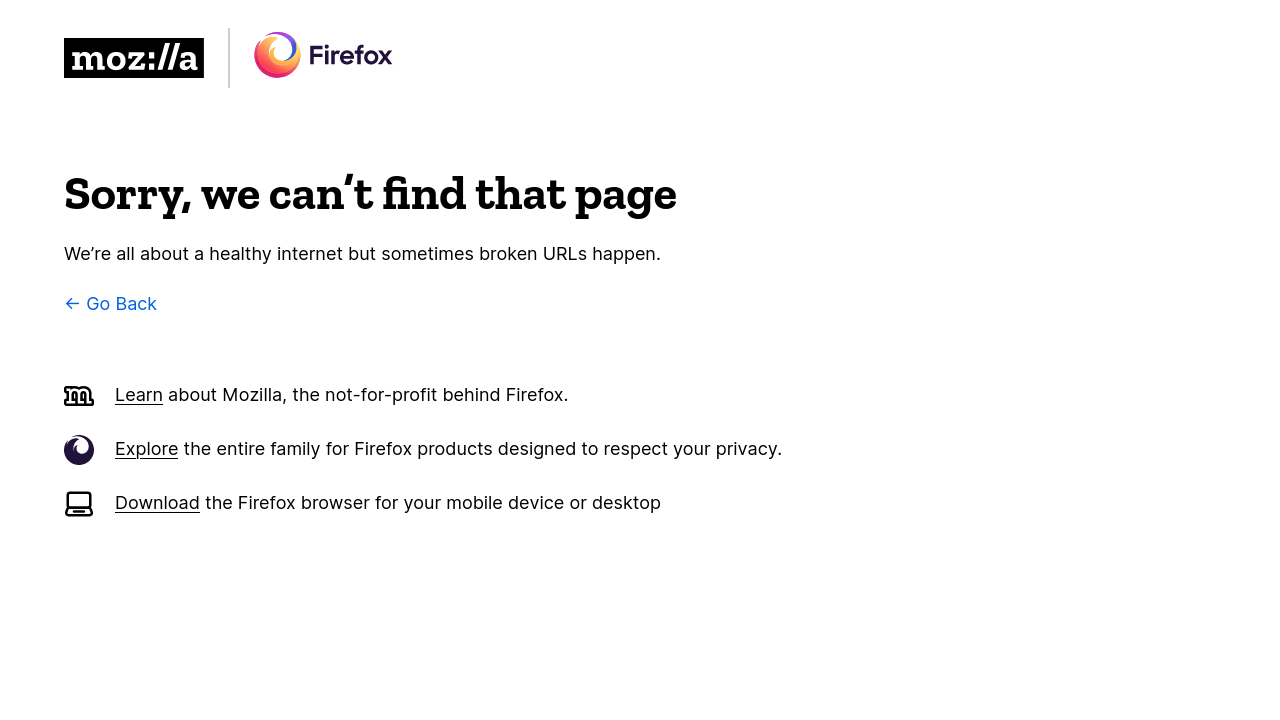 moz://a
Firefox
Sorry, we can’t find that page
We’re all about a healthy internet but sometimes broken URLs happen.
← Go Back
Learn about Mozilla, the not-for-profit behind Firefox.
Explore the entire family for Firefox products designed to respect your privacy.
Download the Firefox browser for your mobile device or desktop